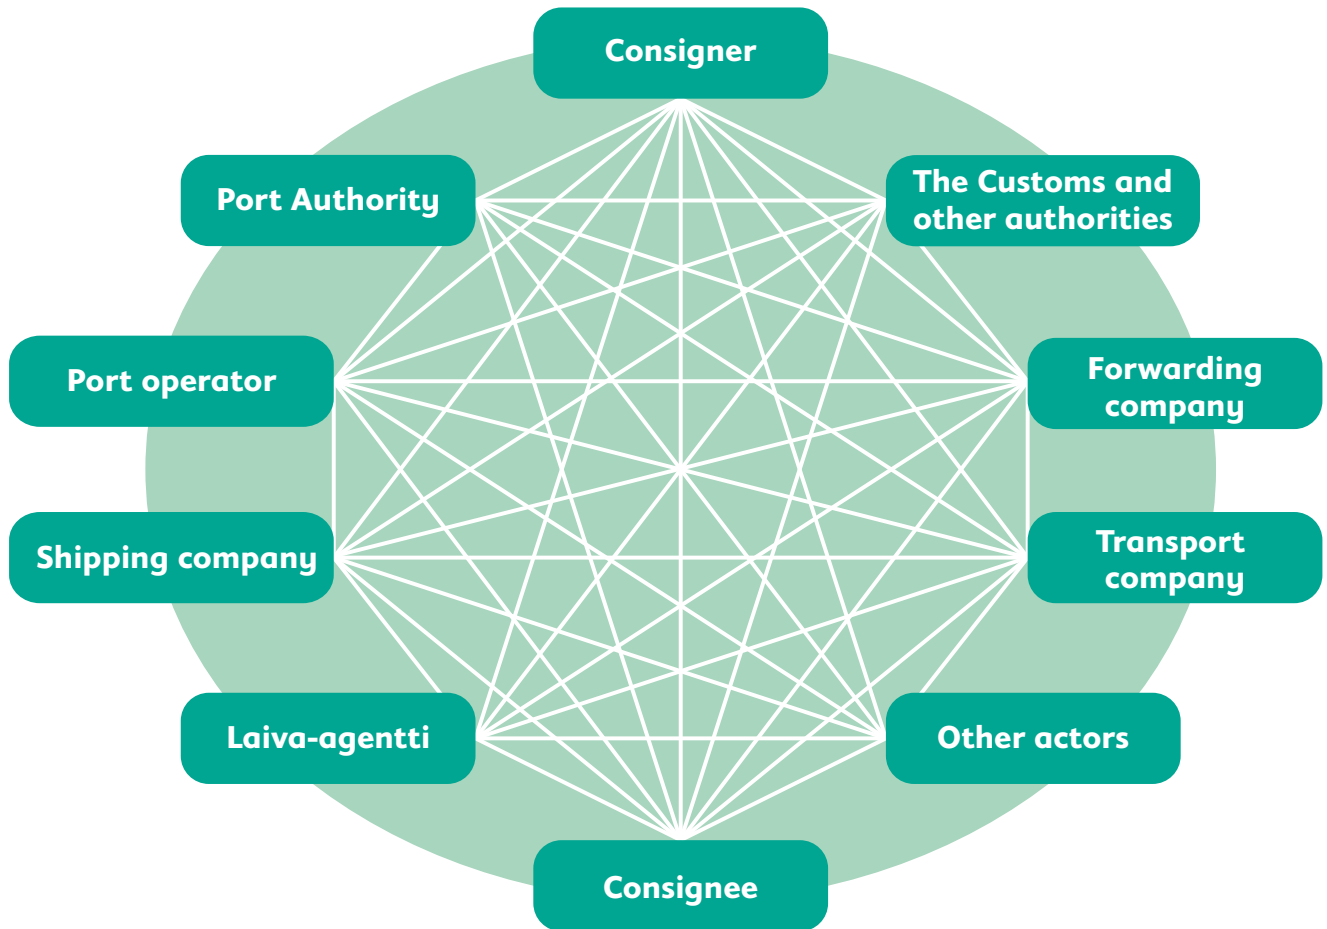 Consigner
Port Authority
The Customs and
other authorities
Port operator
Forwarding
company
Shipping company
Transport
company
Laiva-agentti
Other actors
Consignee